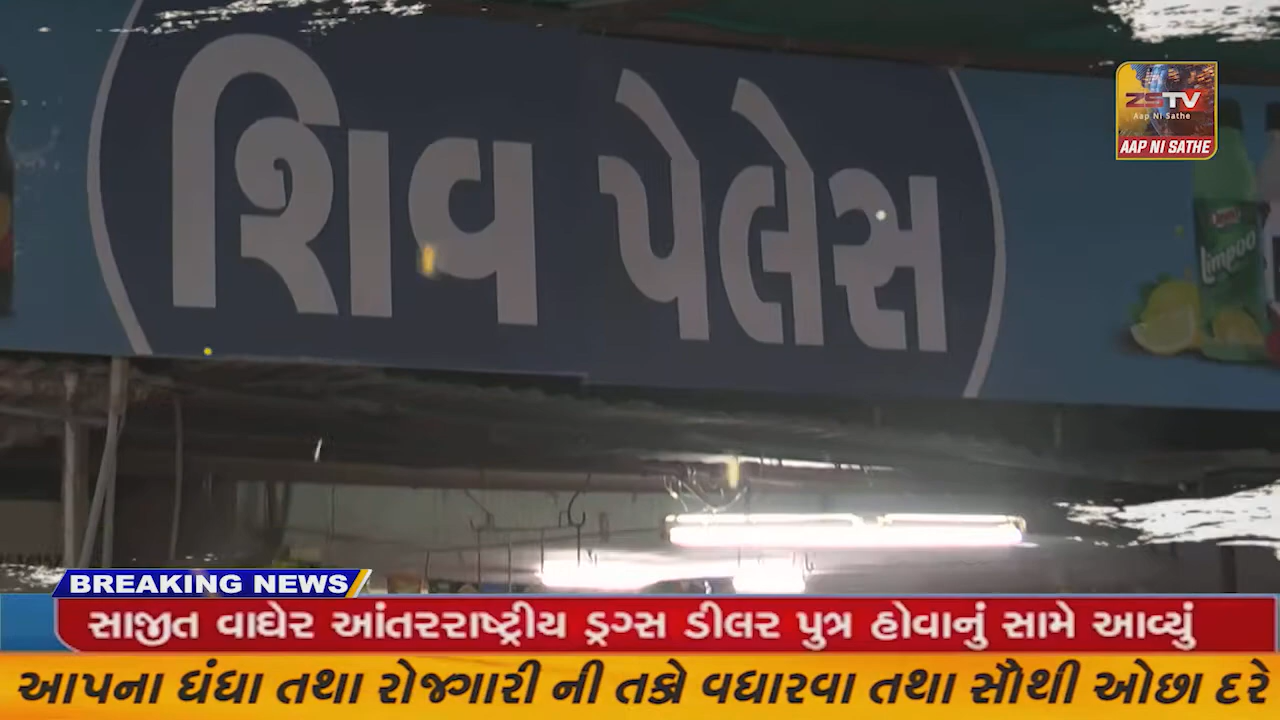 શિવ પેલેસ
ZSTV
Aap Ni Sathe
AAP NI SATHE
Limpoo
BREAKING NEWS
સાજીત વાઘેર આંતરરાષ્ટ્રીય ડ્રગ્સ ડીલર પુત્ર હોવાનું સામે આવ્યું
આપના ધંધા તથા રોજગારી ની તકો વધારવા તથા સૌથી ઓછા દરે